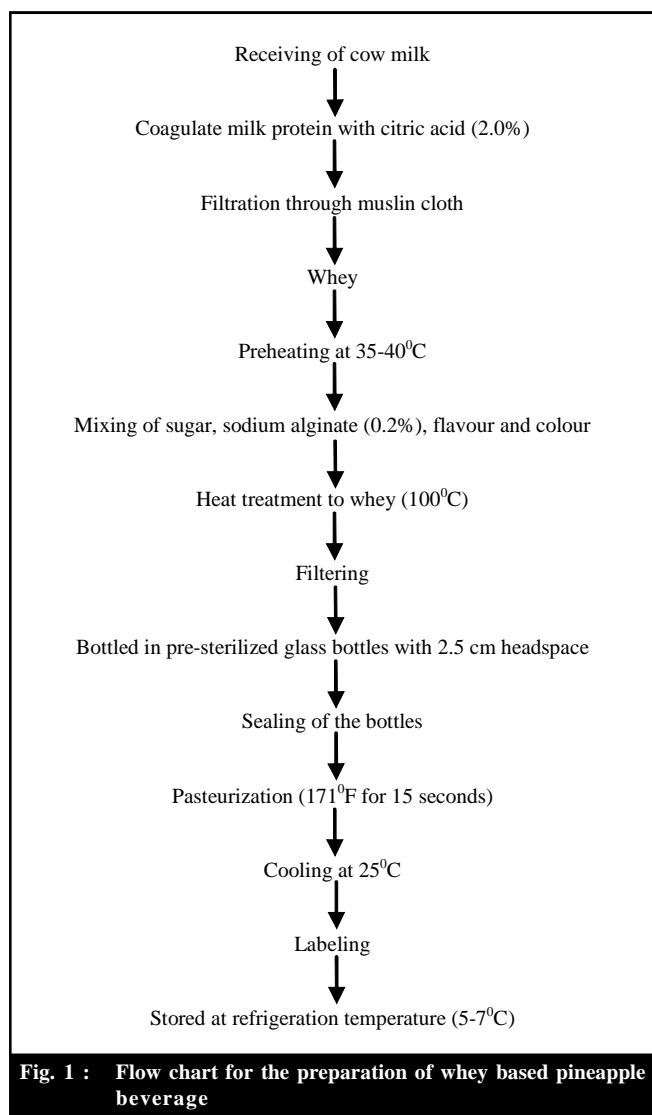 Receiving of cow milk
Coagulate milk protein with citric acid (2.0%)
Filtration through muslin cloth
Whey
Preheating at 35-40⁰C
Mixing of sugar, sodium alginate (0.2%), flavour and colour
Heat treatment to whey (100⁰C)
Filtering
Bottled in pre-sterilized glass bottles with 2.5 cm headspace
Sealing of the bottles
Pasteurization (171⁰F for 15 seconds)
Cooling at 25⁰C
Labeling
Stored at refrigeration temperature (5-7⁰C)
Fig. 1 : Flow chart for the preparation of whey based pineapple
beverage